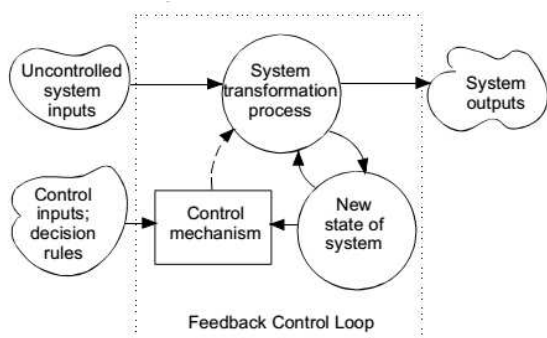 Uncontrolled
system
inputs
System
transformation
process
System
outputs
Control
inputs;
decision
rules
Control
mechanism
New
state of
system
Feedback Control Loop